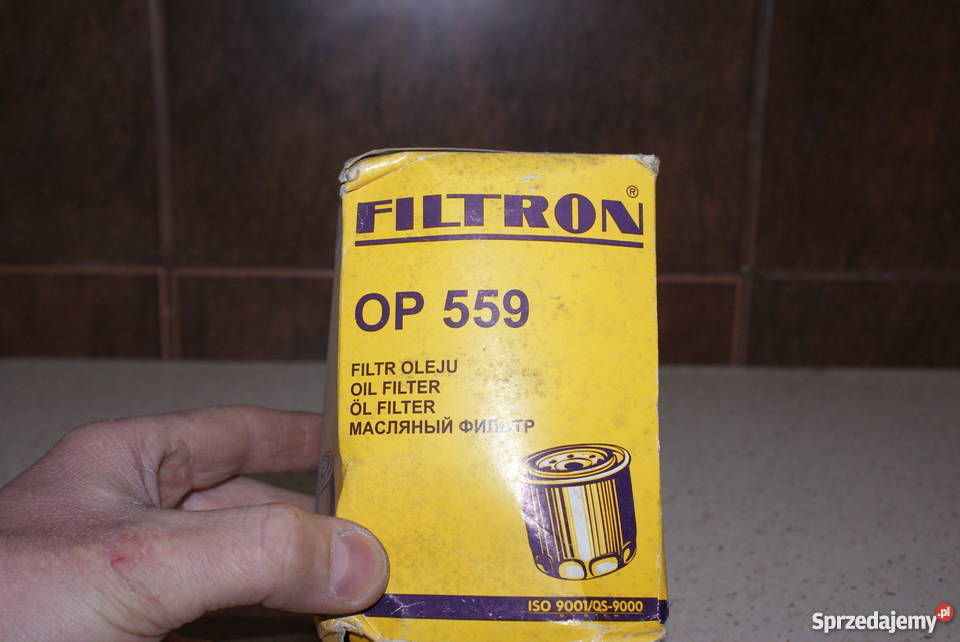 FILTRON®
OP 559
FILTR OLEJU
OIL FILTER
ÖL FILTER
МАСЛЯНЫЙ ФИЛЬТР
ISO 9001/QS-9000
Sprzedajemy.pl